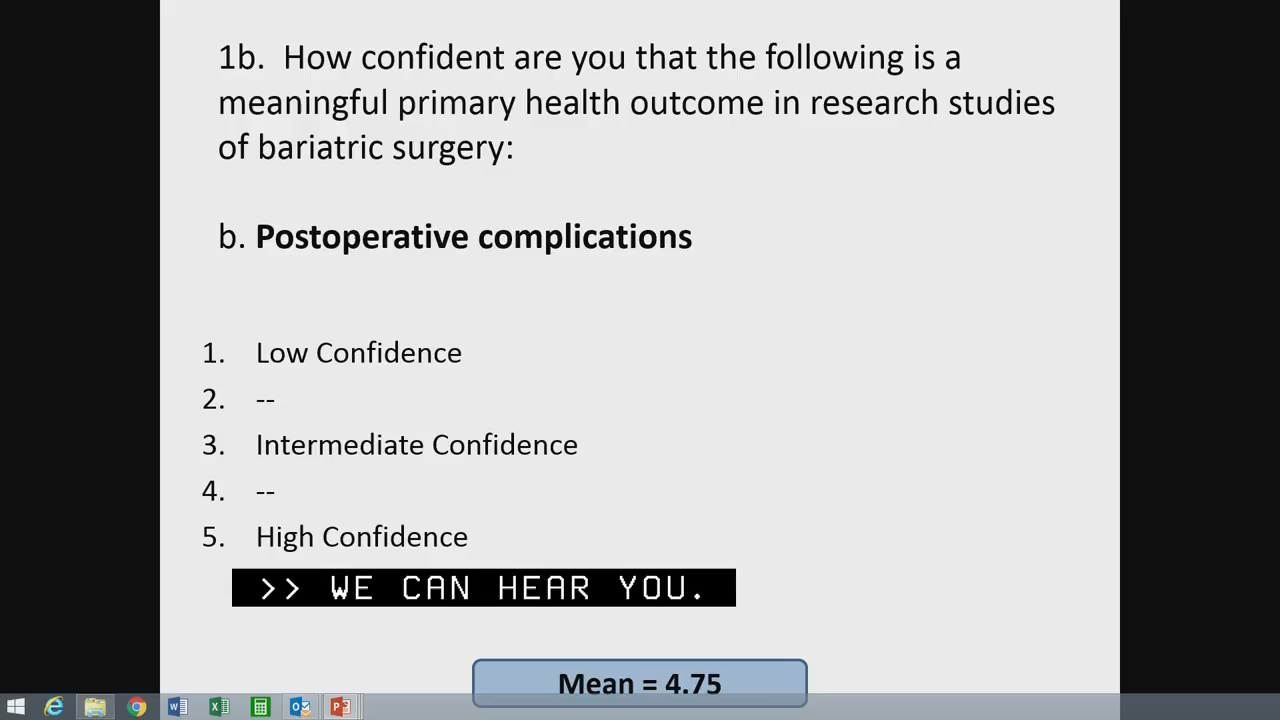 1b. How confident are you that the following is a
meaningful primary health outcome in research studies
of bariatric surgery:
b. Postoperative complications
1. Low Confidence
2. --
3. Intermediate Confidence
4. --
5. High Confidence
>> WE CAN HEAR YOU.
Mean = 4.75